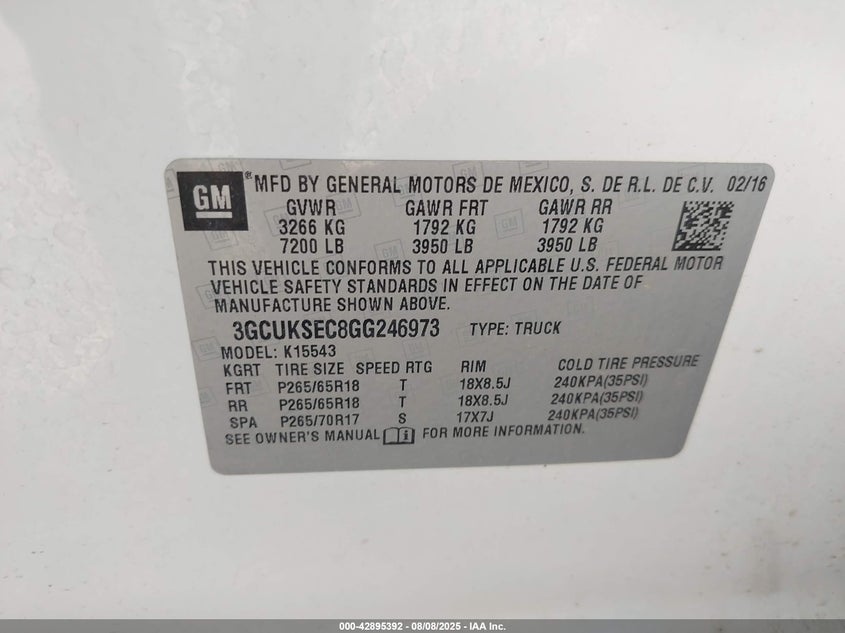 GM ® MFD BY GENERAL MOTORS DE MEXICO, S. DE R.L. DE C.V. 02/16
GVWR GAWR FRT GAWR RR
3266 KG 1792 KG 1792 KG
7200 LB 3950 LB 3950 LB
THIS VEHICLE CONFORMS TO ALL APPLICABLE U.S. FEDERAL MOTOR
VEHICLE SAFETY STANDARDS IN EFFECT ON THE DATE OF
MANUFACTURE SHOWN ABOVE.
3GCUKSEC8GG246973 TYPE: TRUCK
MODEL: K15543
KGRT TIRE SIZE SPEED RTG RIM COLD TIRE PRESSURE
FRT P265/65R18 T 18X8.5J 240KPA(35PSI)
RR P265/65R18 T 18X8.5J 240KPA(35PSI)
SPA P265/70R17 S 17X7J 240KPA(35PSI)
SEE OWNER'S MANUAL FOR MORE INFORMATION.
000-42895392 - 08/08/2025 - IAA Inc.